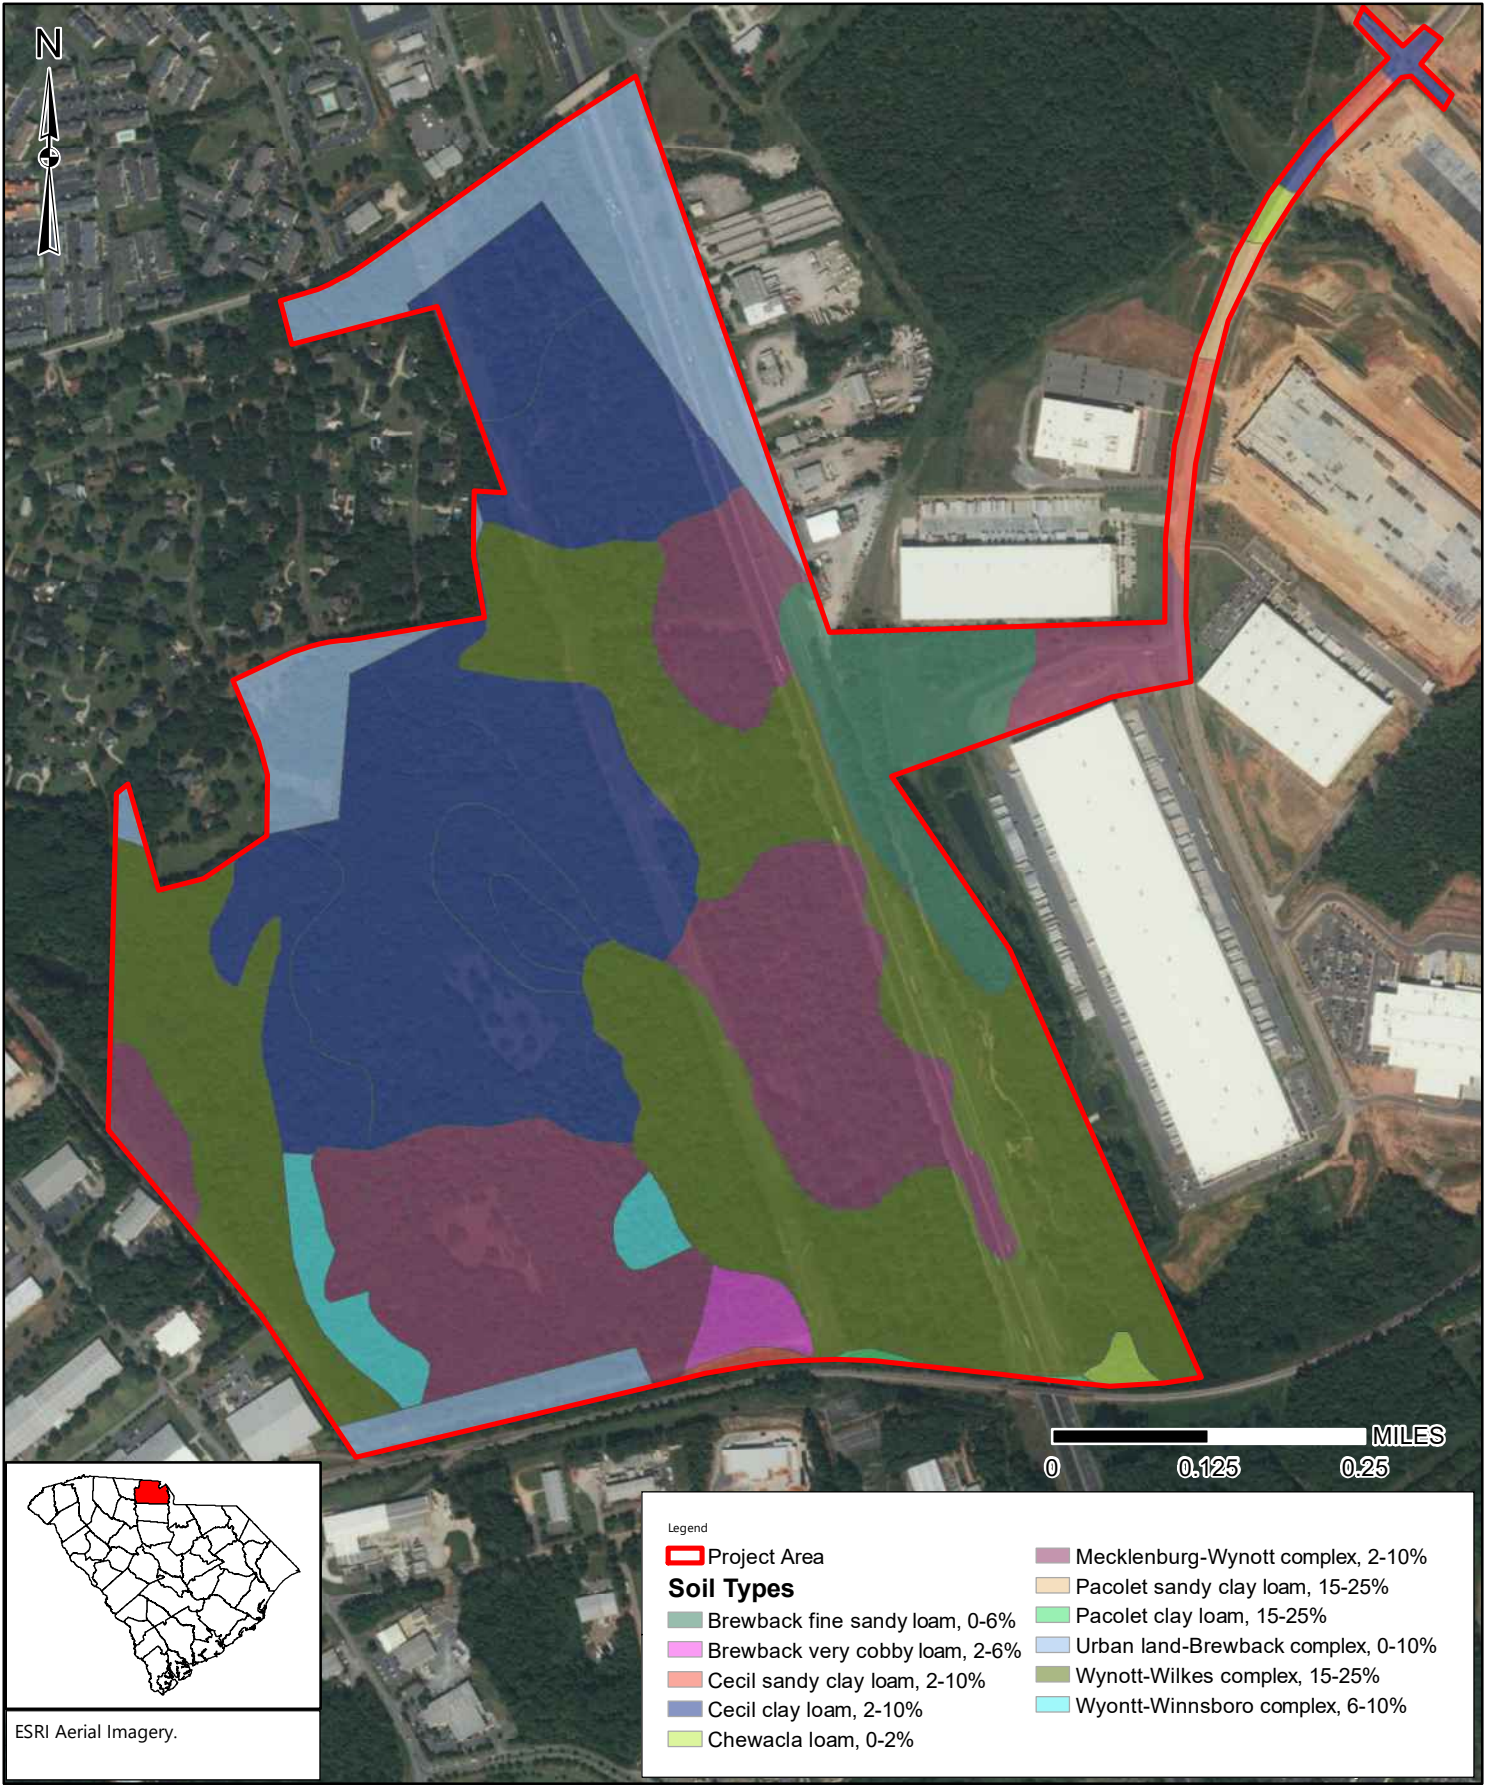 N
MILES
0 0.125 0.25
ESRI Aerial Imagery.
Legend
Project Area
Soil Types
Brewback fine sandy loam, 0-6%
Brewback very cobby loam, 2-6%
Cecil sandy clay loam, 2-10%
Cecil clay loam, 2-10%
Chewacla loam, 0-2%
Mecklenburg-Wynott complex, 2-10%
Pacolet sandy clay loam, 15-25%
Pacolet clay loam, 15-25%
Urban land-Brewback complex, 0-10%
Wynott-Wilkes complex, 15-25%
Wyontt-Winnsboro complex, 6-10%